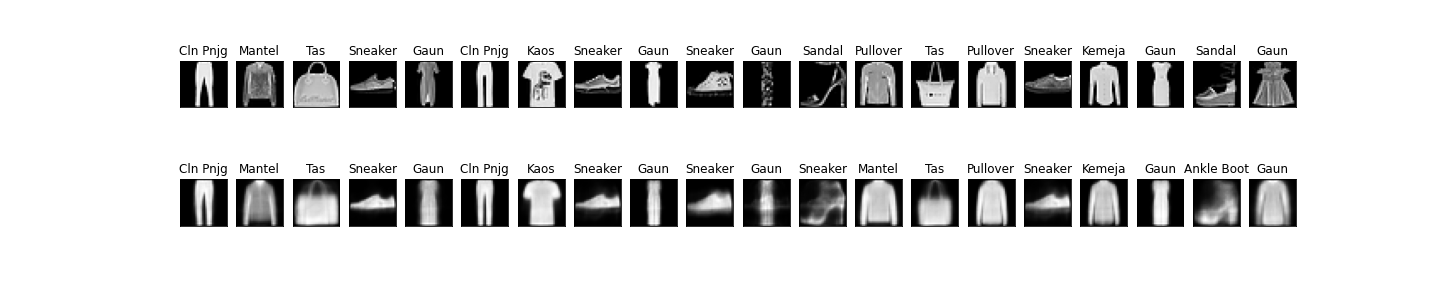 Cln Pnjg Mantel Tas Sneaker Gaun Cln Pnjg Kaos Sneaker Gaun Sneaker Gaun Sandal Pullover Tas Pullover Sneaker Kemeja Gaun Sandal Gaun
Cln Pnjg Mantel Tas Sneaker Gaun Cln Pnjg Kaos Sneaker Gaun Sneaker Gaun Sneaker Mantel Tas Pullover Sneaker Kemeja Gaun Ankle Boot Gaun